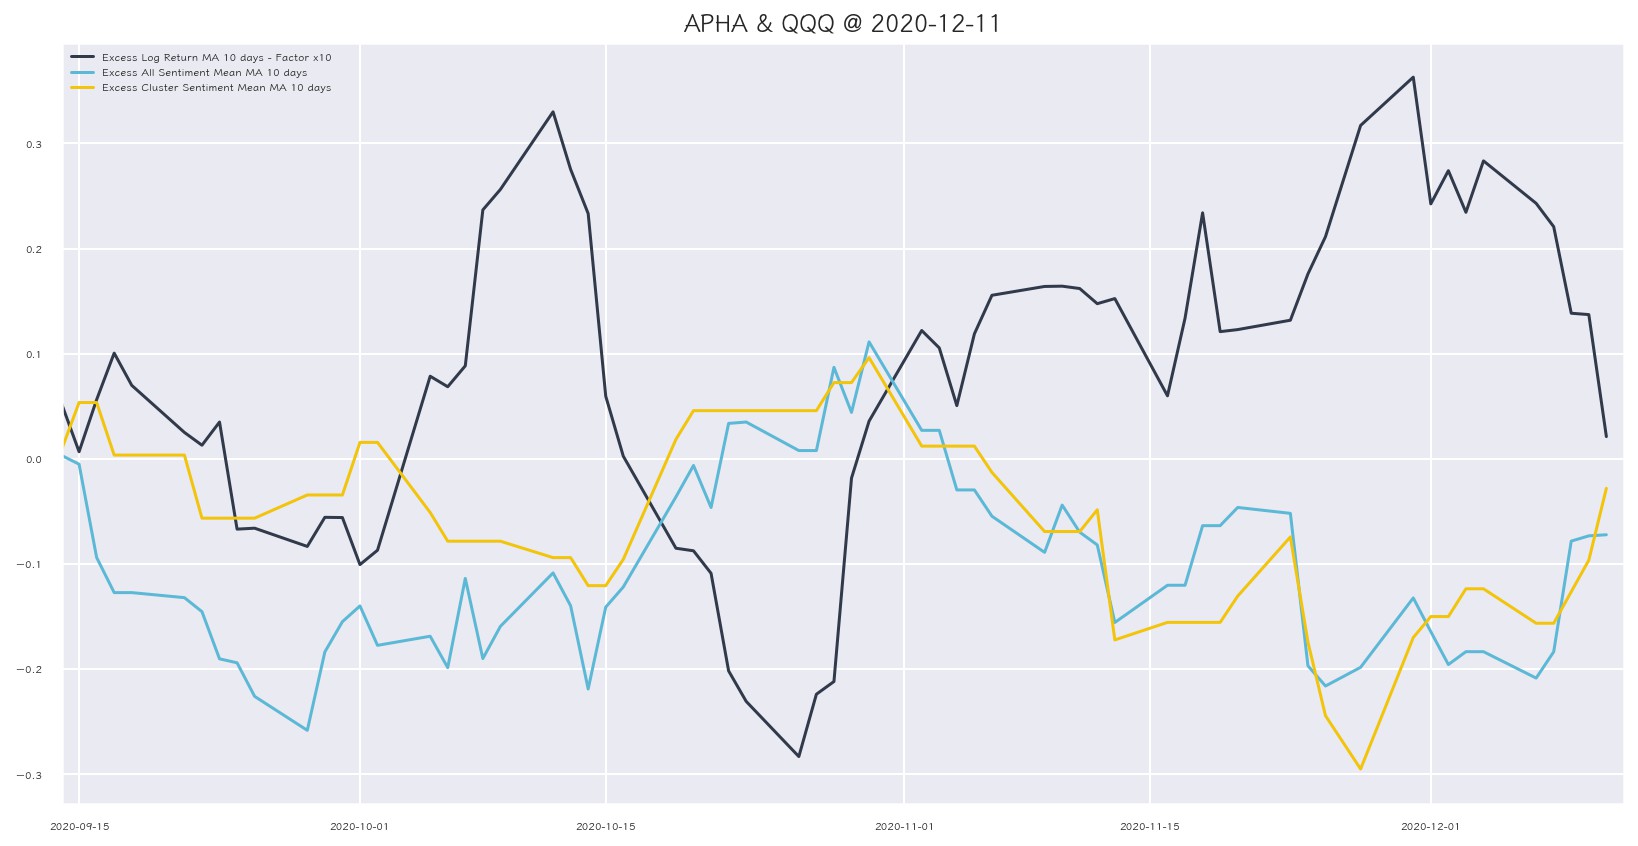 APHA & QQQ @ 2020-12-11
Excess Log Return MA 10 days - Factor x10
Excess All Sentiment Mean MA 10 days
Excess Cluster Sentiment Mean MA 10 days
0.3
0.2
0.1
0.0
−0.1
−0.2
−0.3
2020-09-15 2020-10-01 2020-10-15 2020-11-01 2020-11-15 2020-12-01